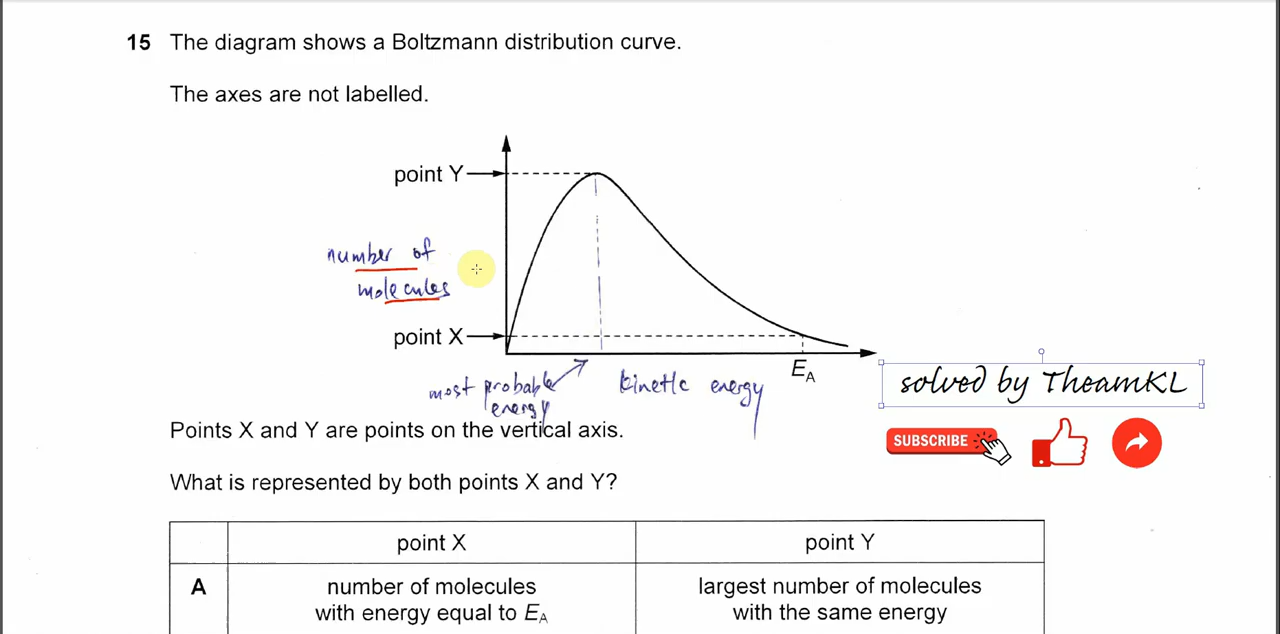 15 The diagram shows a Boltzmann distribution curve.
The axes are not labelled.
point Y
number of
molecules
point X
EA
most probable
energy
kinetic energy
solved by TheamKL
SUBSCRIBE
Points X and Y are points on the vertical axis.
What is represented by both points X and Y?
point X point Y
A number of molecules largest number of molecules
with energy equal to EA with the same energy